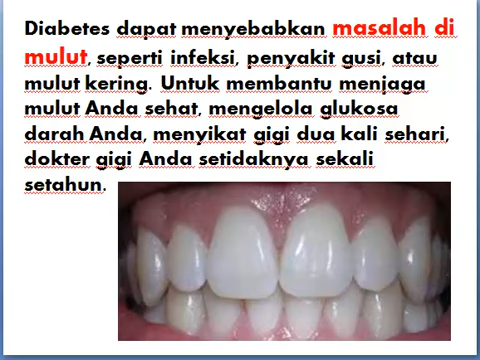 Diabetes dapat menyebabkan masalah di
mulut, seperti infeksi, penyakit gusi, atau
mulut kering. Untuk membantu menjaga
mulut Anda sehat, mengelola glukosa
darah Anda, menyikat gigi dua kali sehari,
dokter gigi Anda setidaknya sekali
setahun.